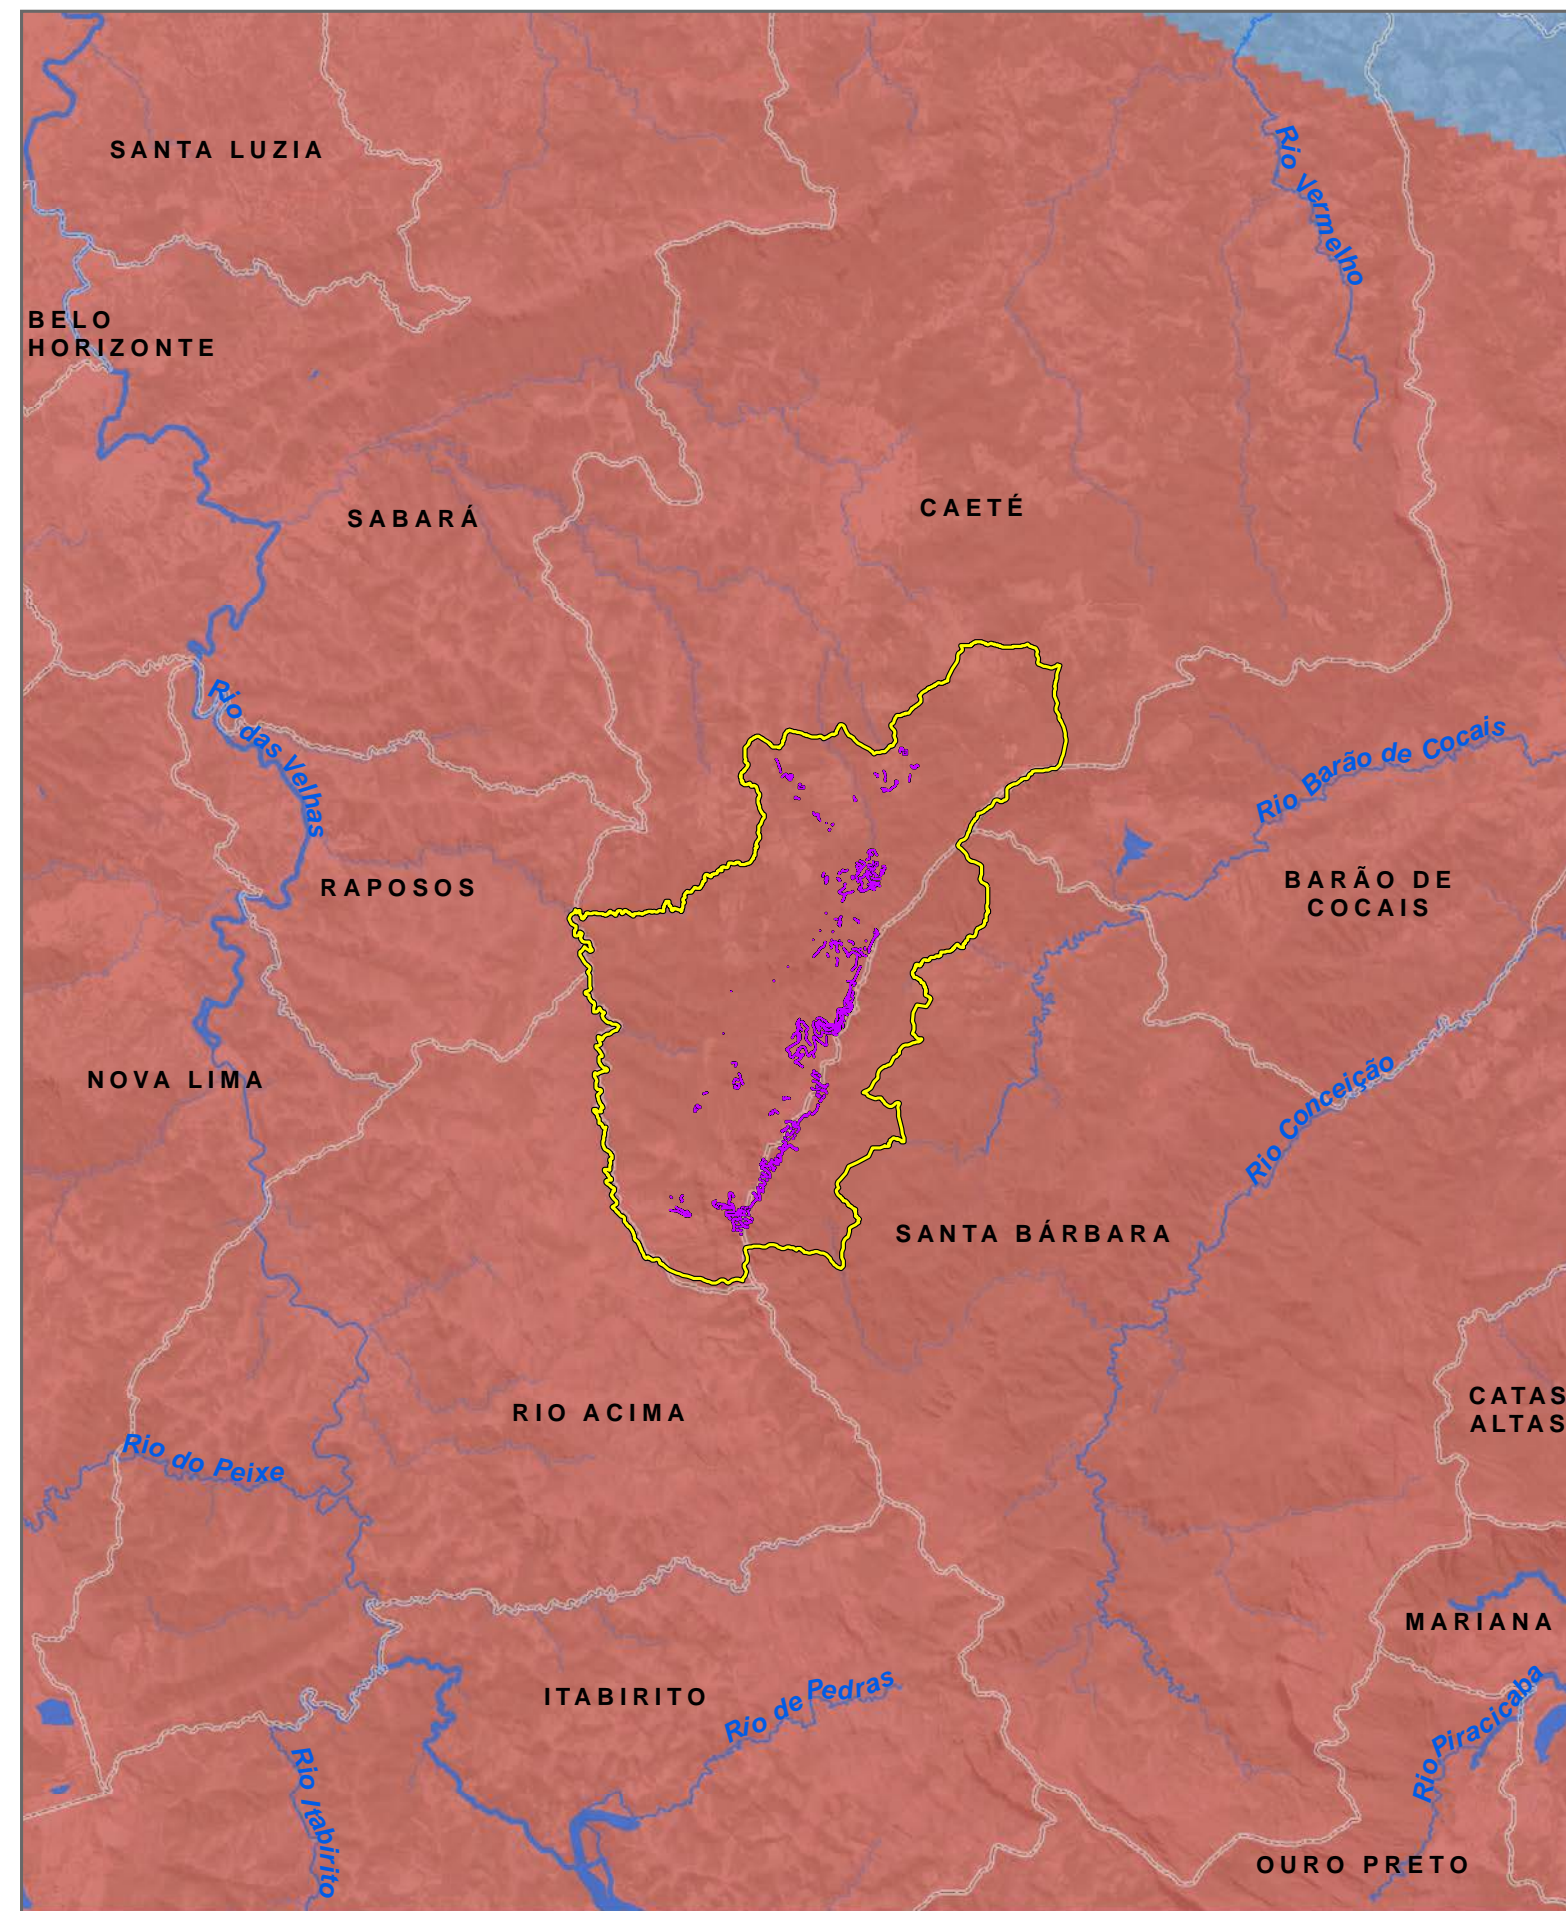 SANTA LUZIA
Rio Vermelho
BELO
HORIZONTE
SABARÁ
CAETÉ
Rio das Velhas
Rio Barão de Cocais
RAPOSOS
BARÃO DE
COCAIS
NOVA LIMA
Rio Conceição
SANTA BÁRBARA
RIO ACIMA
CATAS
ALTAS
Rio do Peixe
MARIANA
ITABIRITO
Rio de Pedras
Rio Piracicaba
Rio Itabirito
OURO PRETO